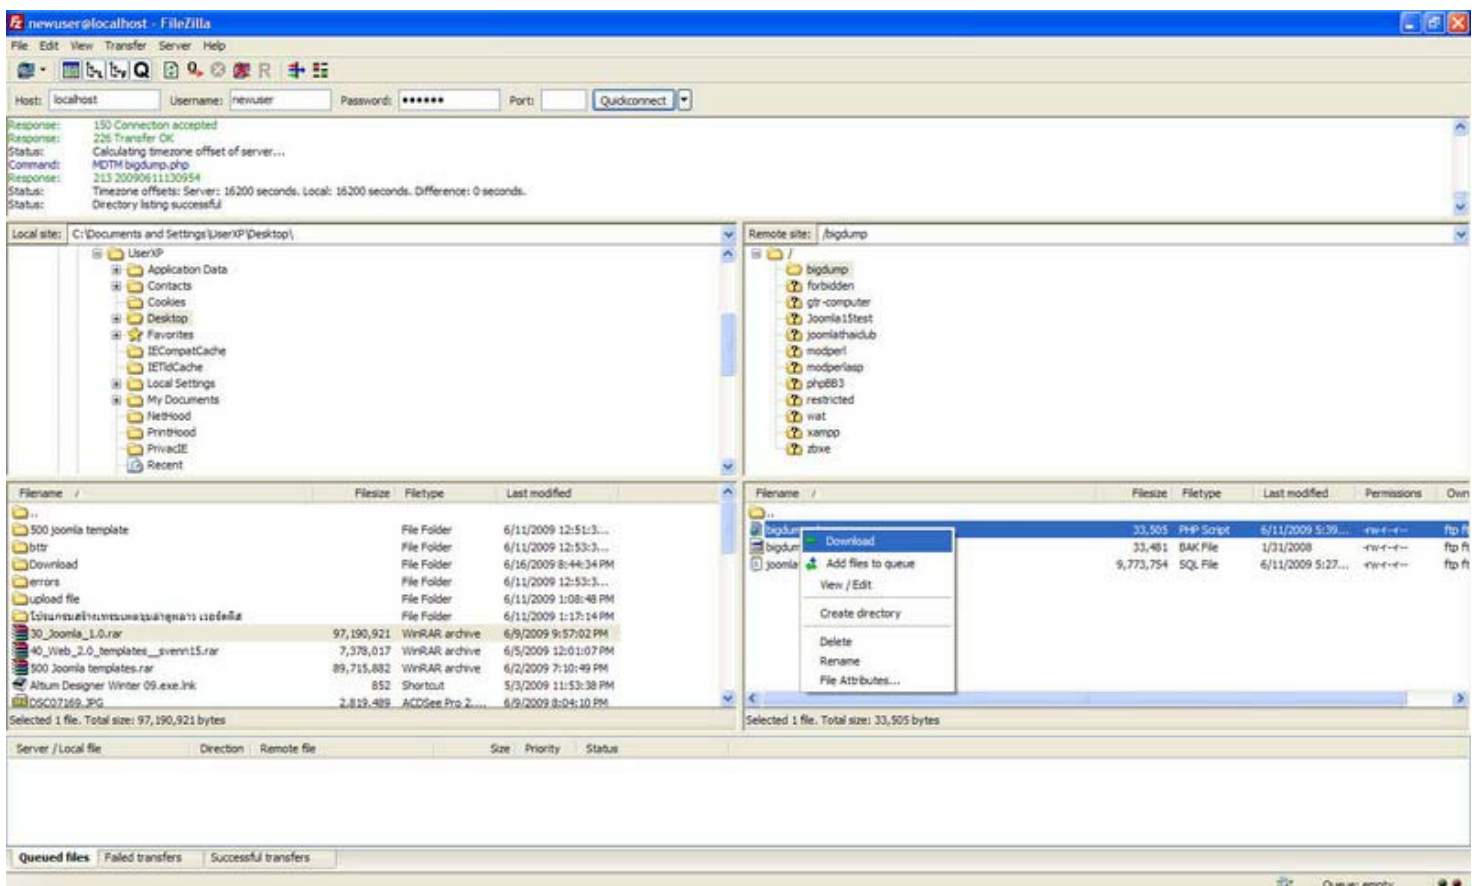 newuser@localhost - FileZilla
File Edit View Transfer Server Help
Host: localhost Username: newuser Password: ●●●●●● Port: Quickconnect
Response: 150 Connection accepted
Response: 226 Transfer OK
Status: Calculating timezone offset of server...
Command: MDTM bigdump.php
Response: 213 20090611130954
Status: Timezone offsets: Server: 16200 seconds. Local: 16200 seconds. Difference: 0 seconds.
Status: Directory listing successful
Local site: C:\Documents and Settings\UserXP\Desktop\
UserXP
Application Data
Contacts
Cookies
Desktop
Favorites
IECompatCache
IETldCache
Local Settings
My Documents
NetHood
PrintHood
PrivacIE
Recent
Remote site: /bigdump
/
bigdump
forbidden
gtr-computer
Joomla15test
joomlathaiclub
modperl
modperlasp
phpBB3
restricted
wat
xampp
zbxe
Filename / Filesize Filetype Last modified
..
500 joomla template File Folder 6/11/2009 12:51:3...
bttr File Folder 6/11/2009 12:53:3...
Download File Folder 6/16/2009 8:44:34 PM
errors File Folder 6/11/2009 12:53:3...
upload file File Folder 6/11/2009 1:08:48 PM
File Folder 6/11/2009 1:17:14 PM
30_Joomla_1.0.rar 97,190,921 WinRAR archive 6/9/2009 9:57:02 PM
40_Web_2.0_templates__svenn15.rar 7,378,017 WinRAR archive 6/5/2009 12:01:07 PM
500 Joomla templates.rar 89,715,882 WinRAR archive 6/2/2009 7:10:49 PM
Altium Designer Winter 09.exe.lnk 852 Shortcut 5/3/2009 11:53:38 PM
DSC07169.JPG 2,819,489 ACDSee Pro 2.... 6/9/2009 8:04:10 PM
Selected 1 file. Total size: 97,190,921 bytes
Filename / Filesize Filetype Last modified Permissions Own
..
bigdum 33,505 PHP Script 6/11/2009 5:39... -rw-r--r-- ftp ft
bigdum 33,481 BAK File 1/31/2008 -rw-r--r-- ftp ft
joomla 9,773,754 SQL File 6/11/2009 5:27... -rw-r--r-- ftp ft
Download
Add files to queue
View / Edit
Create directory
Delete
Rename
File Attributes...
Selected 1 file. Total size: 33,505 bytes
Server / Local file Direction Remote file Size Priority Status
Queued files Failed transfers Successful transfers
Queue: empty